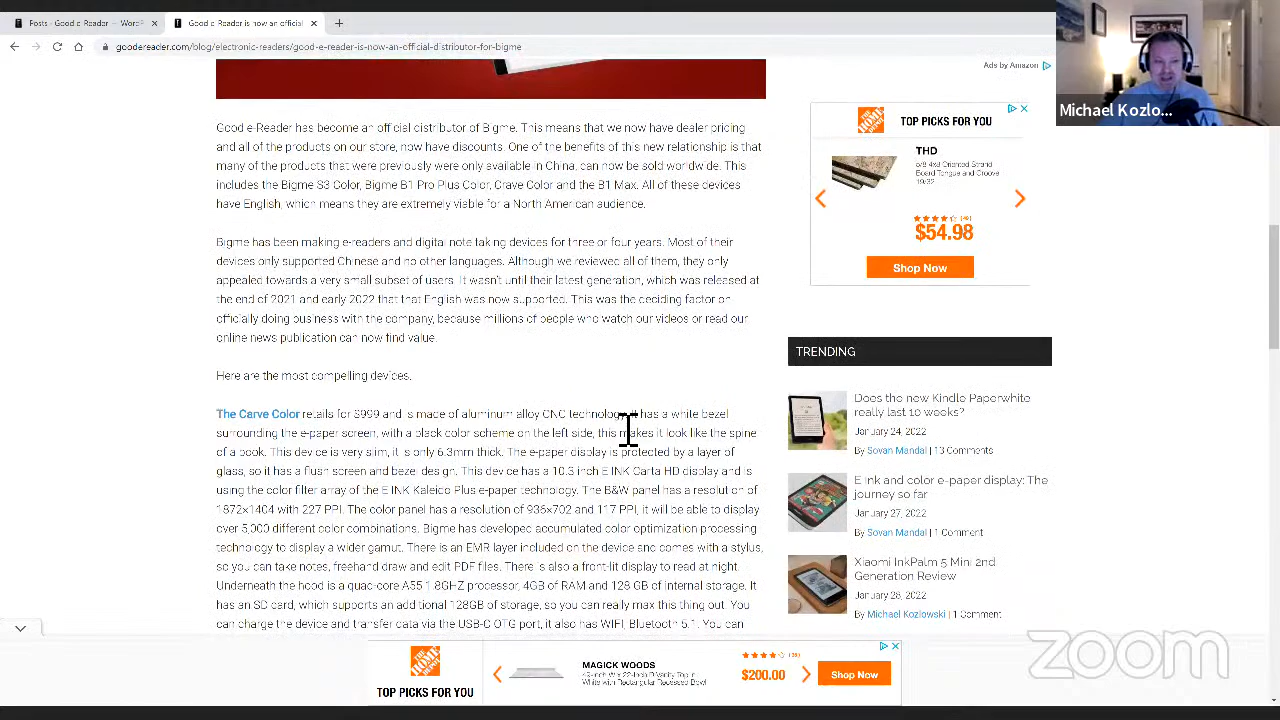 Posts ‹ Good e-Reader — WordP
Good e-Reader is now an official
goodereader.com/blog/electronic-readers/good-e-reader-is-now-an-official-distributor-for-bigme
Michael Kozlo...
Ads by Amazon
Good e-Reader has become an official distributor of Bigme. This means that we now have dealer pricing
and all of the products on our store, now have discounts. One of the benefits of this new relationship is that
many of the products that were previously were only available in China, can now be sold worldwide. This
includes the Bigme S3 Color, Bigme B1 Pro Plus Color, Crave Color and the B1 Max. All of these devices
have English, which means they are extremely viable for a North American audience.
Bigme has been making e-readers and digital note taking devices for three or four years. Most of their
devices only supported Chinese and no other languages. Although we reviewed all of them, they only
appealed towards a very small subset of users. It wasn't until their latest generation, which was released at
the end of 2021 and early 2022 that that English was now supported. This was the deciding factor on
officially doing business with the company, because millions of people who watch our videos or read our
online news publication can now find value.
Here are the most compelling devices.
The Carve Color retails for $999 and is made of aluminum alloy CNC technology. It has a white bezel
surrounding the e-paper screen, with a black color scheme on the left side, this makes it look like the spine
of a book. This device is very slim, it is only 6.3mm thick. The e-paper display is protected by a layer of
glass, so it has a flush screen and bezel design. This device has a 10.3 inch E INK Carta HD display and is
using the color filter array of the E INK Kaleido Plus e-paper technology. The B&W panel has a resolution of
1872×1404 with 227 PPI. The color panel has a resolution of 936×702 and 117 PPI, it will be able to display
over 5,000 different color combinations. Bigme has developed accumulated color optimization processing
technology to display a wider gamut. There is an EMR layer included on the device and comes with a stylus,
so you can take notes, freehand draw and edit PDF files. There is also a front-lit display to read at night.
Underneath the hood is a quad-core A55 1.8GHZ processor, 4GB of RAM and 128 GB of internal storage. It
has an SD card, which supports an additional 128GB of storage, so you can really max this thing out. You
charge the device and transfer data via the USB-C OTG port, it also has WIFI, Bluetooth 5.1. You can
THE HOME DEPOT
TOP PICKS FOR YOU
THD
5/8 4x8 Oriented Strand
Board Tongue and Groove
19/32
(48)
$54.98
Shop Now
TRENDING
Does the new Kindle Paperwhite
really last 10 weeks?
January 24, 2022
By Sovan Mandal | 13 Comments
E Ink and color e-paper display: The
journey so far
January 27, 2022
By Sovan Mandal | 1 Comment
Xiaomi InkPalm 5 Mini 2nd
Generation Review
January 28, 2022
By Michael Kozlowski | 1 Comment
THE HOME DEPOT
TOP PICKS FOR YOU
MAGICK WOODS
49-Inch W x 22-Inch D Vanity Top in
White with Rectangular Recessed Bowl
$200.00
Shop Now
zoom